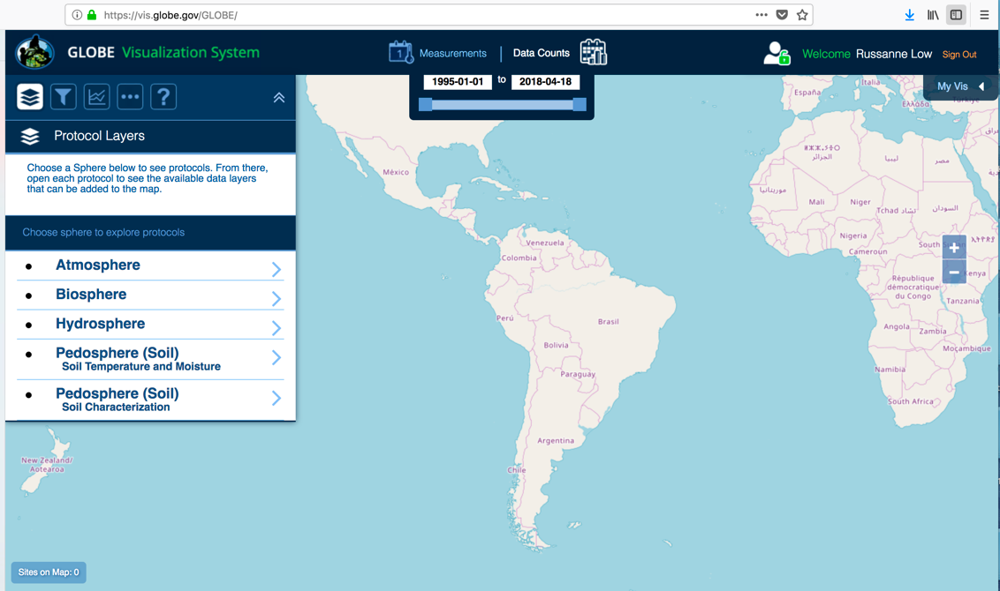 https://vis.globe.gov/GLOBE/
GLOBE Visualization System
1 Measurements
Data Counts
Welcome Russanne Low Sign Out
1995-01-01 to 2018-04-18
My Vis
?
Protocol Layers
Choose a Sphere below to see protocols. From there,
open each protocol to see the available data layers
that can be added to the map.
Choose sphere to explore protocols
Atmosphere
Biosphere
Hydrosphere
Pedosphere (Soil)
Soil Temperature and Moisture
Pedosphere (Soil)
Soil Characterization
New Zealand/
Aotearoa
Sites on Map: 0
México
Venezuela
Colombia
Perú
Brasil
Bolivia
Paraguay
Argentina
Chile
España
Italia
Ελλάδα
Türkiye
ⵍⵣⵣⴰⵢⴻⵔ
الجزائر
ليبيا
مصر
موريتانيا
Mali
Niger
Tchad تشاد
السودان
Nigeria
Cameroun
South
+
−
Kenya
République
démocratique
du Congo
Tanzania
Angola
Zambia
Moçambique
Namibia
South Africa